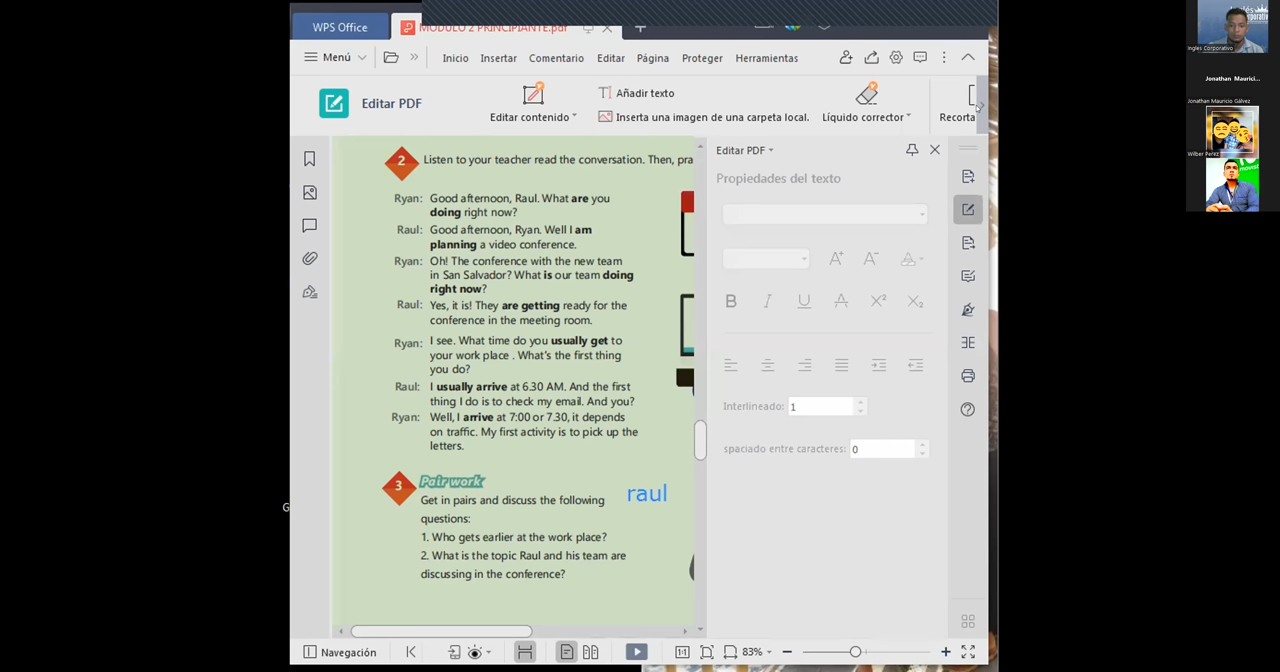 WPS Office
MODULO 2 PRINCIPIANTE.pdf
Menú
Inicio Insertar Comentario Editar Página Proteger Herramientas
Editar PDF
Editar contenido
Añadir texto
Inserta una imagen de una carpeta local.
Líquido corrector
Recorta
2 Listen to your teacher read the conversation. Then, pra
Ryan: Good afternoon, Raul. What are you
doing right now?
Raul: Good afternoon, Ryan. Well I am
planning a video conference.
Ryan: Oh! The conference with the new team
in San Salvador? What is our team doing
right now?
Raul: Yes, it is! They are getting ready for the
conference in the meeting room.
Ryan: I see. What time do you usually get to
your work place . What's the first thing
you do?
Raul: I usually arrive at 6.30 AM. And the first
thing I do is to check my email. And you?
Ryan: Well, I arrive at 7:00 or 7.30, it depends
on traffic. My first activity is to pick up the
letters.
3 Pair work
Get in pairs and discuss the following
questions:
raul
1. Who gets earlier at the work place?
2. What is the topic Raul and his team are
discussing in the conference?
Editar PDF
Propiedades del texto
B I U A X² X₂
Interlineado: 1
spaciado entre caracteres: 0
Navegación
83%
G
Ingles Corporativo
Jonathan Maurici...
Jonathan Mauricio Gálvez
Wilber Perez